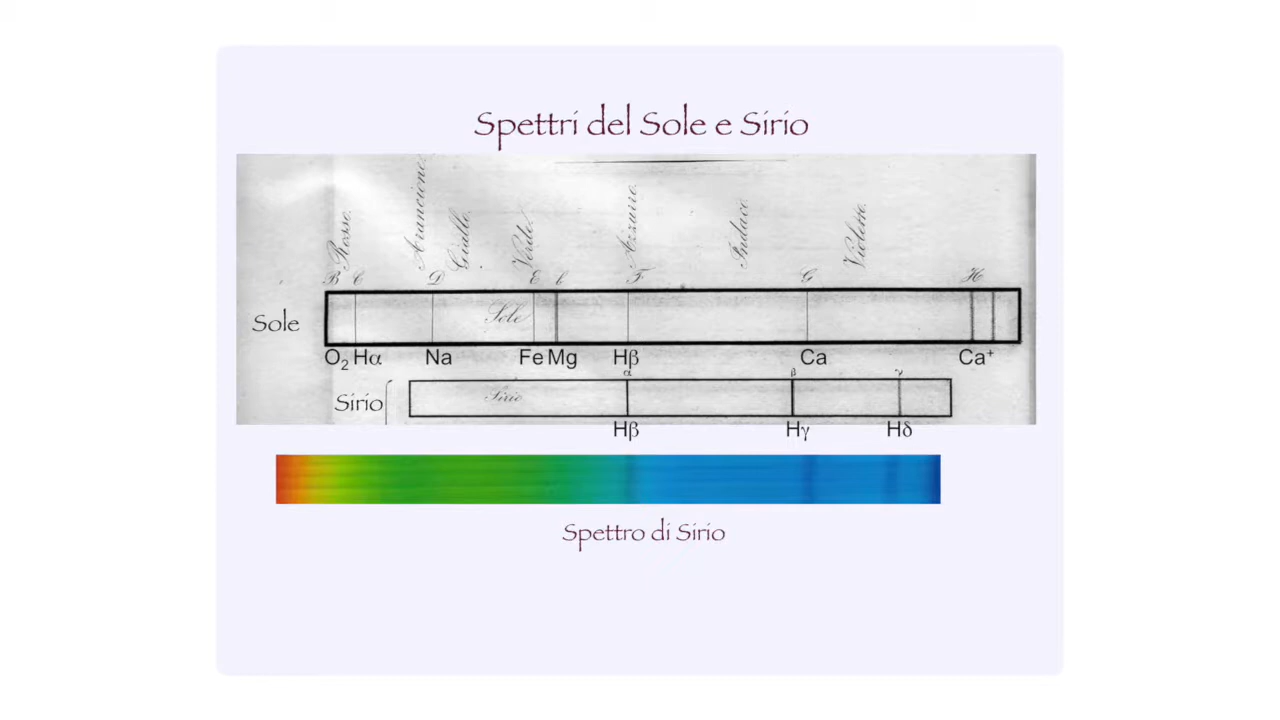 Spettri del Sole e Sirio
Rosso. Arancione. Giallo. Verde. Azzurro. Indaco. Violetto.
B C D E b F G H
Sole Sole
O₂ Hα Na Fe Mg Hβ Ca Ca⁺
α β γ
Sirio Sirio
Hβ Hγ Hδ
Spettro di Sirio